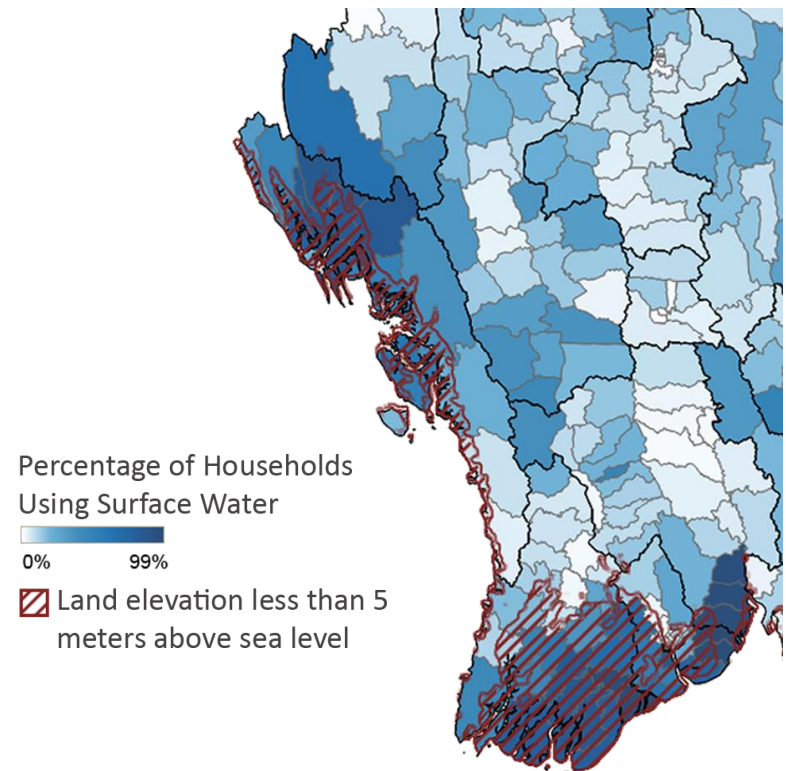 Percentage of Households
Using Surface Water
0% 99%
Land elevation less than 5
meters above sea level